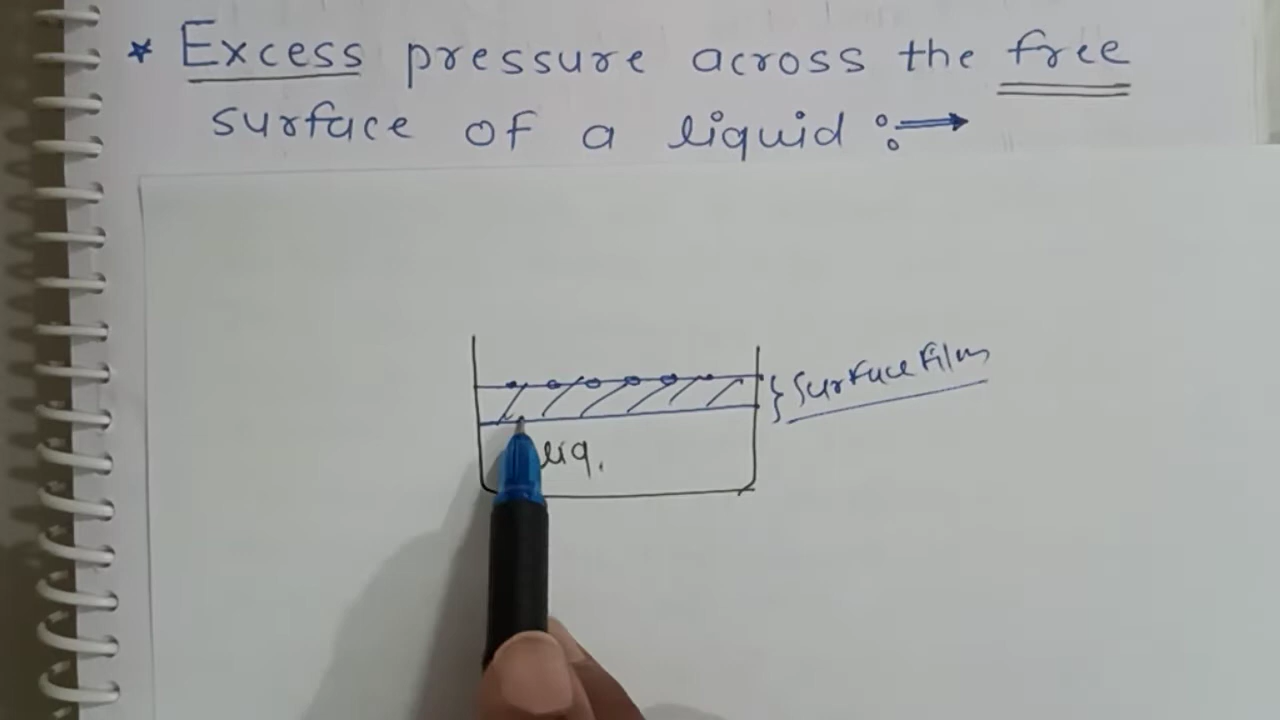 * Excess pressure across the free
surface of a liquid :→
} Surface Film
liq.